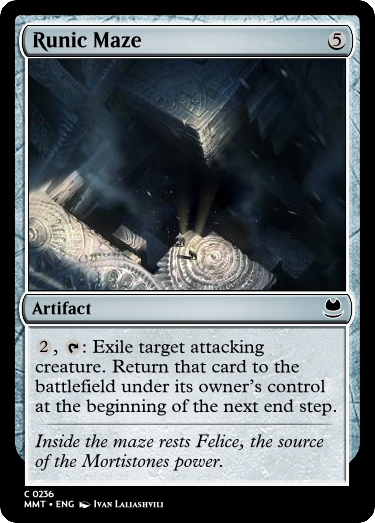 Runic Maze 5
Artifact
2, T: Exile target attacking
creature. Return that card to the
battlefield under its owner's control
at the beginning of the next end step.
Inside the maze rests Felice, the source
of the Mortistones power.
C 0236
MMT • ENG Ivan Laliashvili